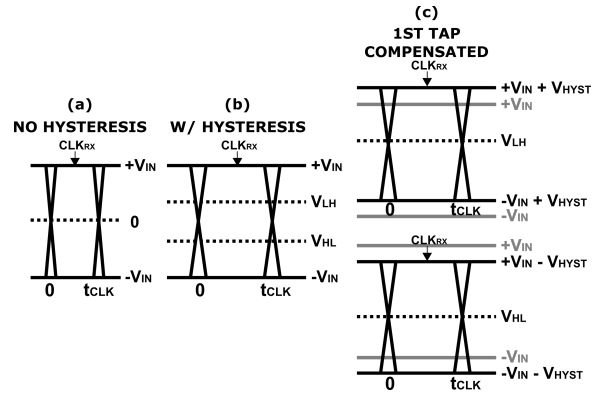 (a)
NO HYSTERESIS
CLKRX
+VIN
0
-VIN
0 tCLK
(b)
W/ HYSTERESIS
CLKRX
+VIN
VLH
VHL
-VIN
0 tCLK
(c)
1ST TAP
COMPENSATED
CLKRX
+VIN + VHYST
+VIN
VLH
-VIN + VHYST
0 tCLK
-VIN
CLKRX
+VIN
+VIN - VHYST
VHL
-VIN
-VIN - VHYST
0 tCLK